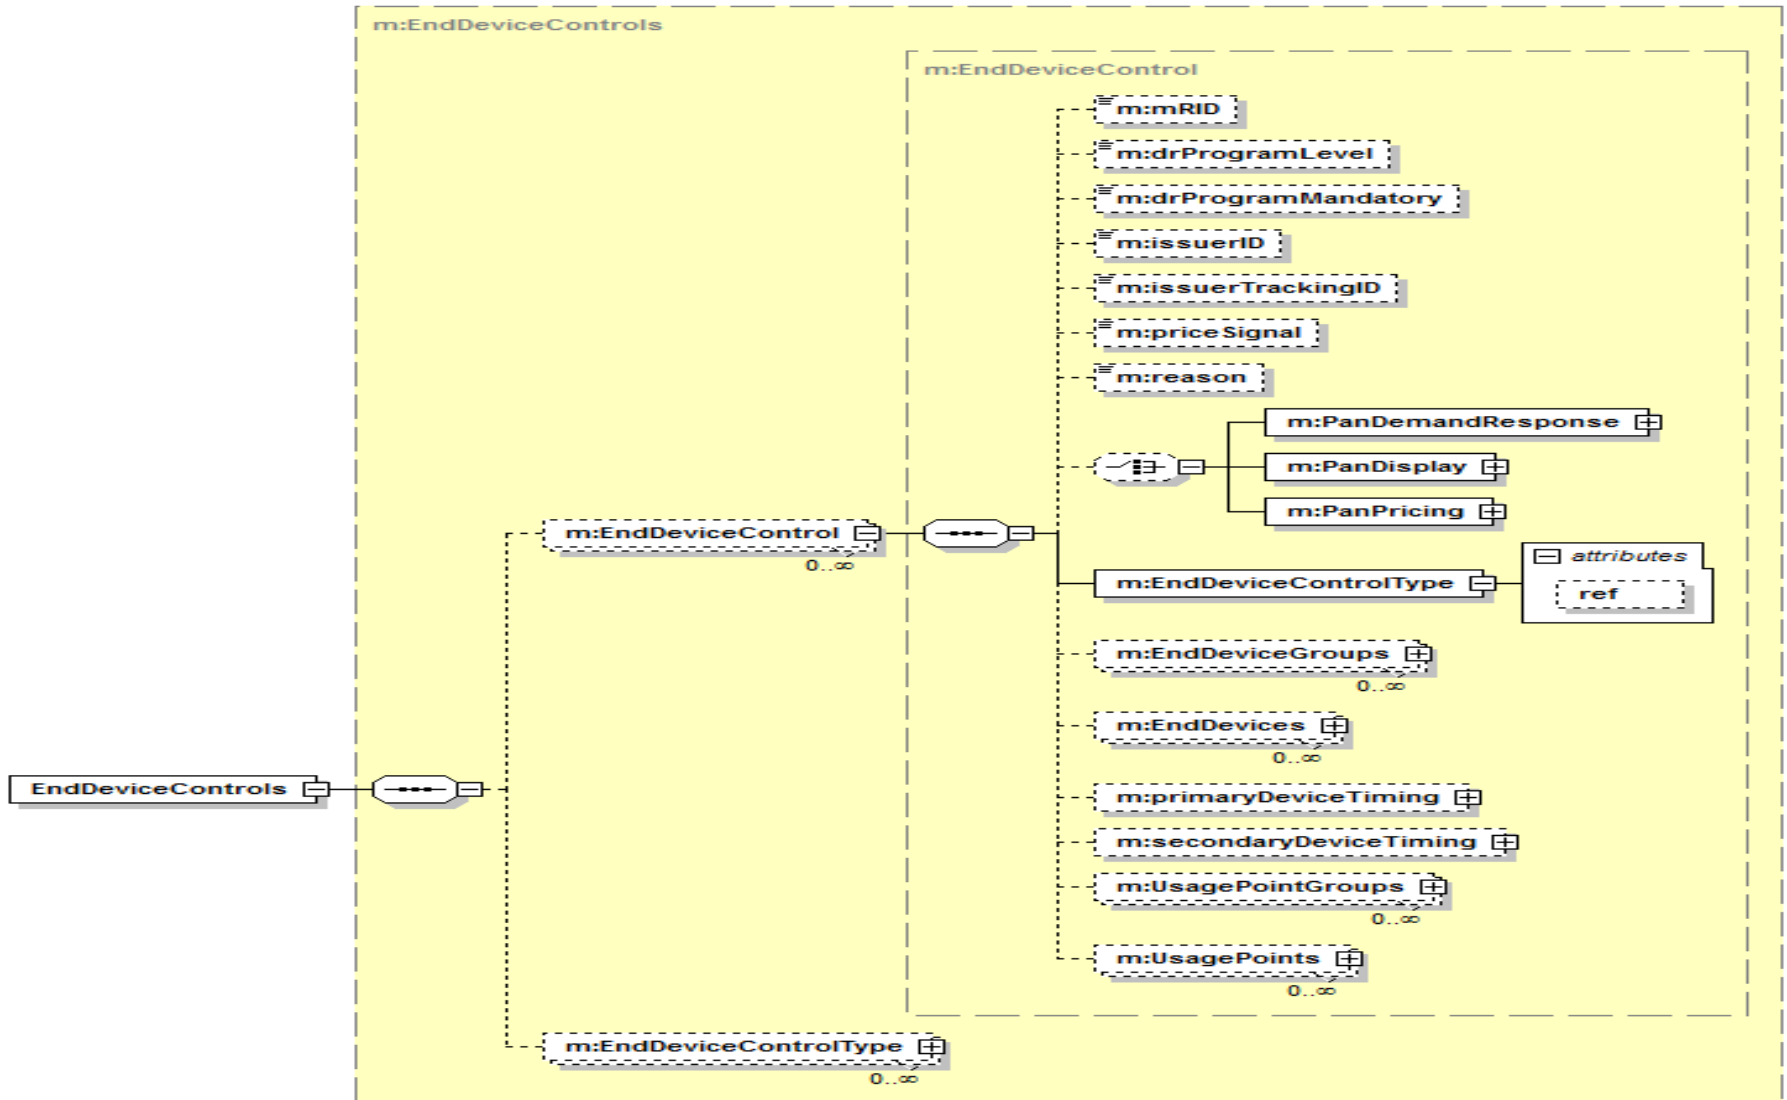 m:EndDeviceControls
m:EndDeviceControl
m:mRID
m:drProgramLevel
m:drProgramMandatory
m:issuerID
m:issuerTrackingID
m:priceSignal
m:reason
m:PanDemandResponse
m:PanDisplay
m:PanPricing
m:EndDeviceControl
0..∞
attributes
m:EndDeviceControlType
ref
m:EndDeviceGroups
0..∞
m:EndDevices
0..∞
EndDeviceControls
m:primaryDeviceTiming
m:secondaryDeviceTiming
m:UsagePointGroups
0..∞
m:UsagePoints
0..∞
m:EndDeviceControlType
0..∞